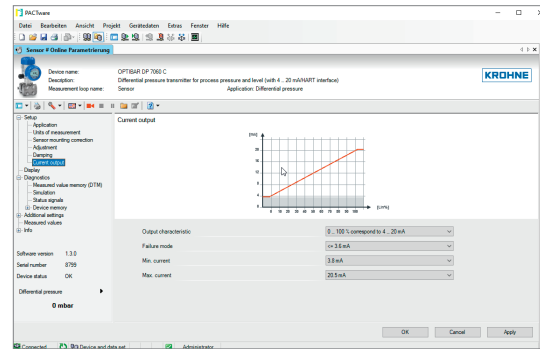 PACTware
Datei Bearbeiten Ansicht Projekt Gerätedaten Extras Fenster Hilfe
Sensor # Online Parametrierung
Device name: OPTIBAR DP 7060 C
Description: Differential pressure transmitter for process pressure and level (with 4 .. 20 mA/HART interface)
Measurement loop name: Sensor Application: Differential pressure
KROHNE
Setup
Application
Units of measurement
Sensor mounting correction
Adjustment
Damping
Current output
Display
Diagnostics
Measured value memory (DTM)
Simulation
Status signals
Device memory
Additional settings
Measured values
Info
Software version 1.3.0
Serial number 8799
Device status OK
Differential pressure
0 mbar
Current output
[mA]
20
16
12
8
4
0
0 10 20 30 40 50 60 70 80 90 100
[Lin%]
Output characteristic 0 .. 100 % correspond to 4 .. 20 mA
Failure mode <= 3.6 mA
Min. current 3.8 mA
Max. current 20.5 mA
OK Cancel Apply
Connected Device and data set Administrator